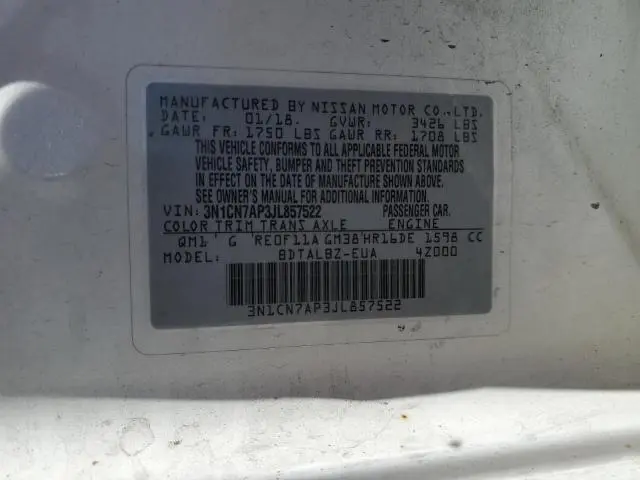 MANUFACTURED BY NISSAN MOTOR CO.,LTD.
DATE: 01/18. GVWR: 3426 LBS
GAWR FR: 1750 LBS GAWR RR: 1708 LBS
THIS VEHICLE CONFORMS TO ALL APPLICABLE FEDERAL MOTOR
VEHICLE SAFETY, BUMPER AND THEFT PREVENTION STANDARDS
IN EFFECT ON THE DATE OF MANUFACTURE SHOWN ABOVE.
SEE OWNER'S MANUAL FOR ADDITIONAL INFORMATION.
VIN: 3N1CN7AP3JL857522 PASSENGER CAR.
COLOR TRIM TRANS AXLE ENGINE
QM1 G RE0F11A GM38 HR16DE 1598 CC
MODEL: BDTALBZ-EUA 4Z000
3N1CN7AP3JL857522